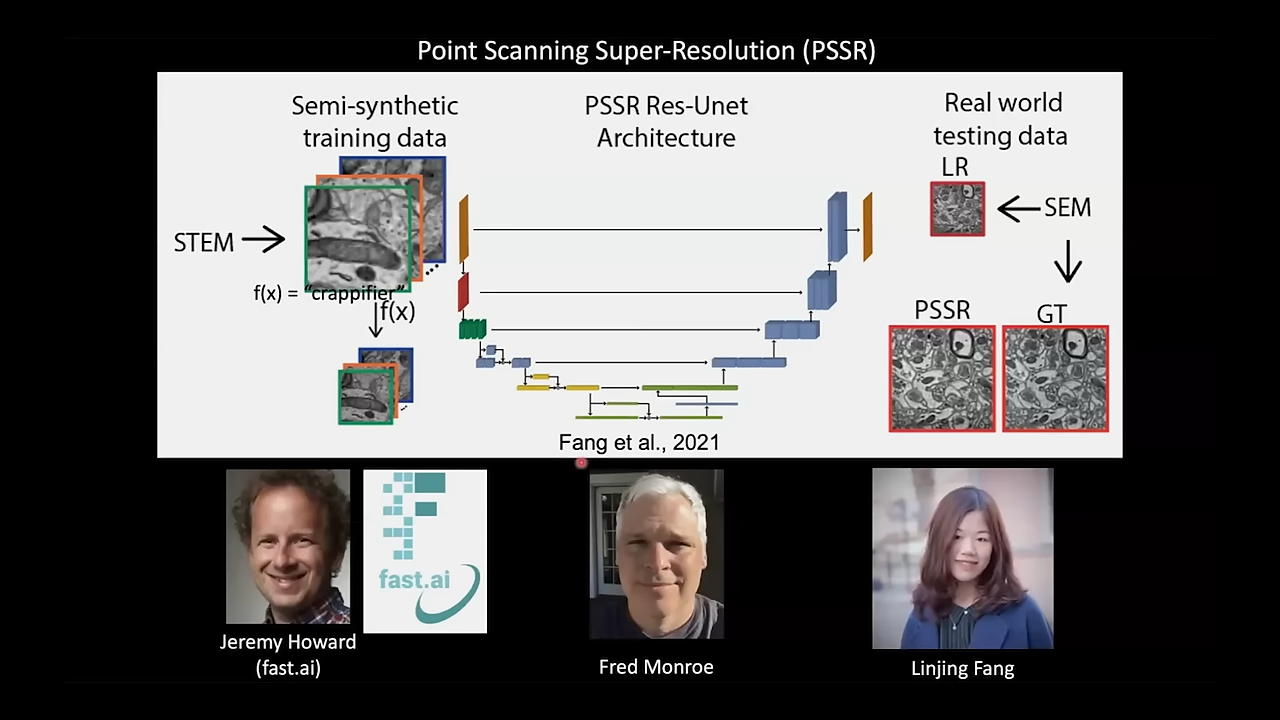 Point Scanning Super-Resolution (PSSR)
Semi-synthetic
training data
PSSR Res-Unet
Architecture
Real world
testing data
LR
STEM
SEM
f(x) = "crappifier"
f(x)
PSSR
GT
Fang et al., 2021
fast.ai
Jeremy Howard
(fast.ai)
Fred Monroe
Linjing Fang